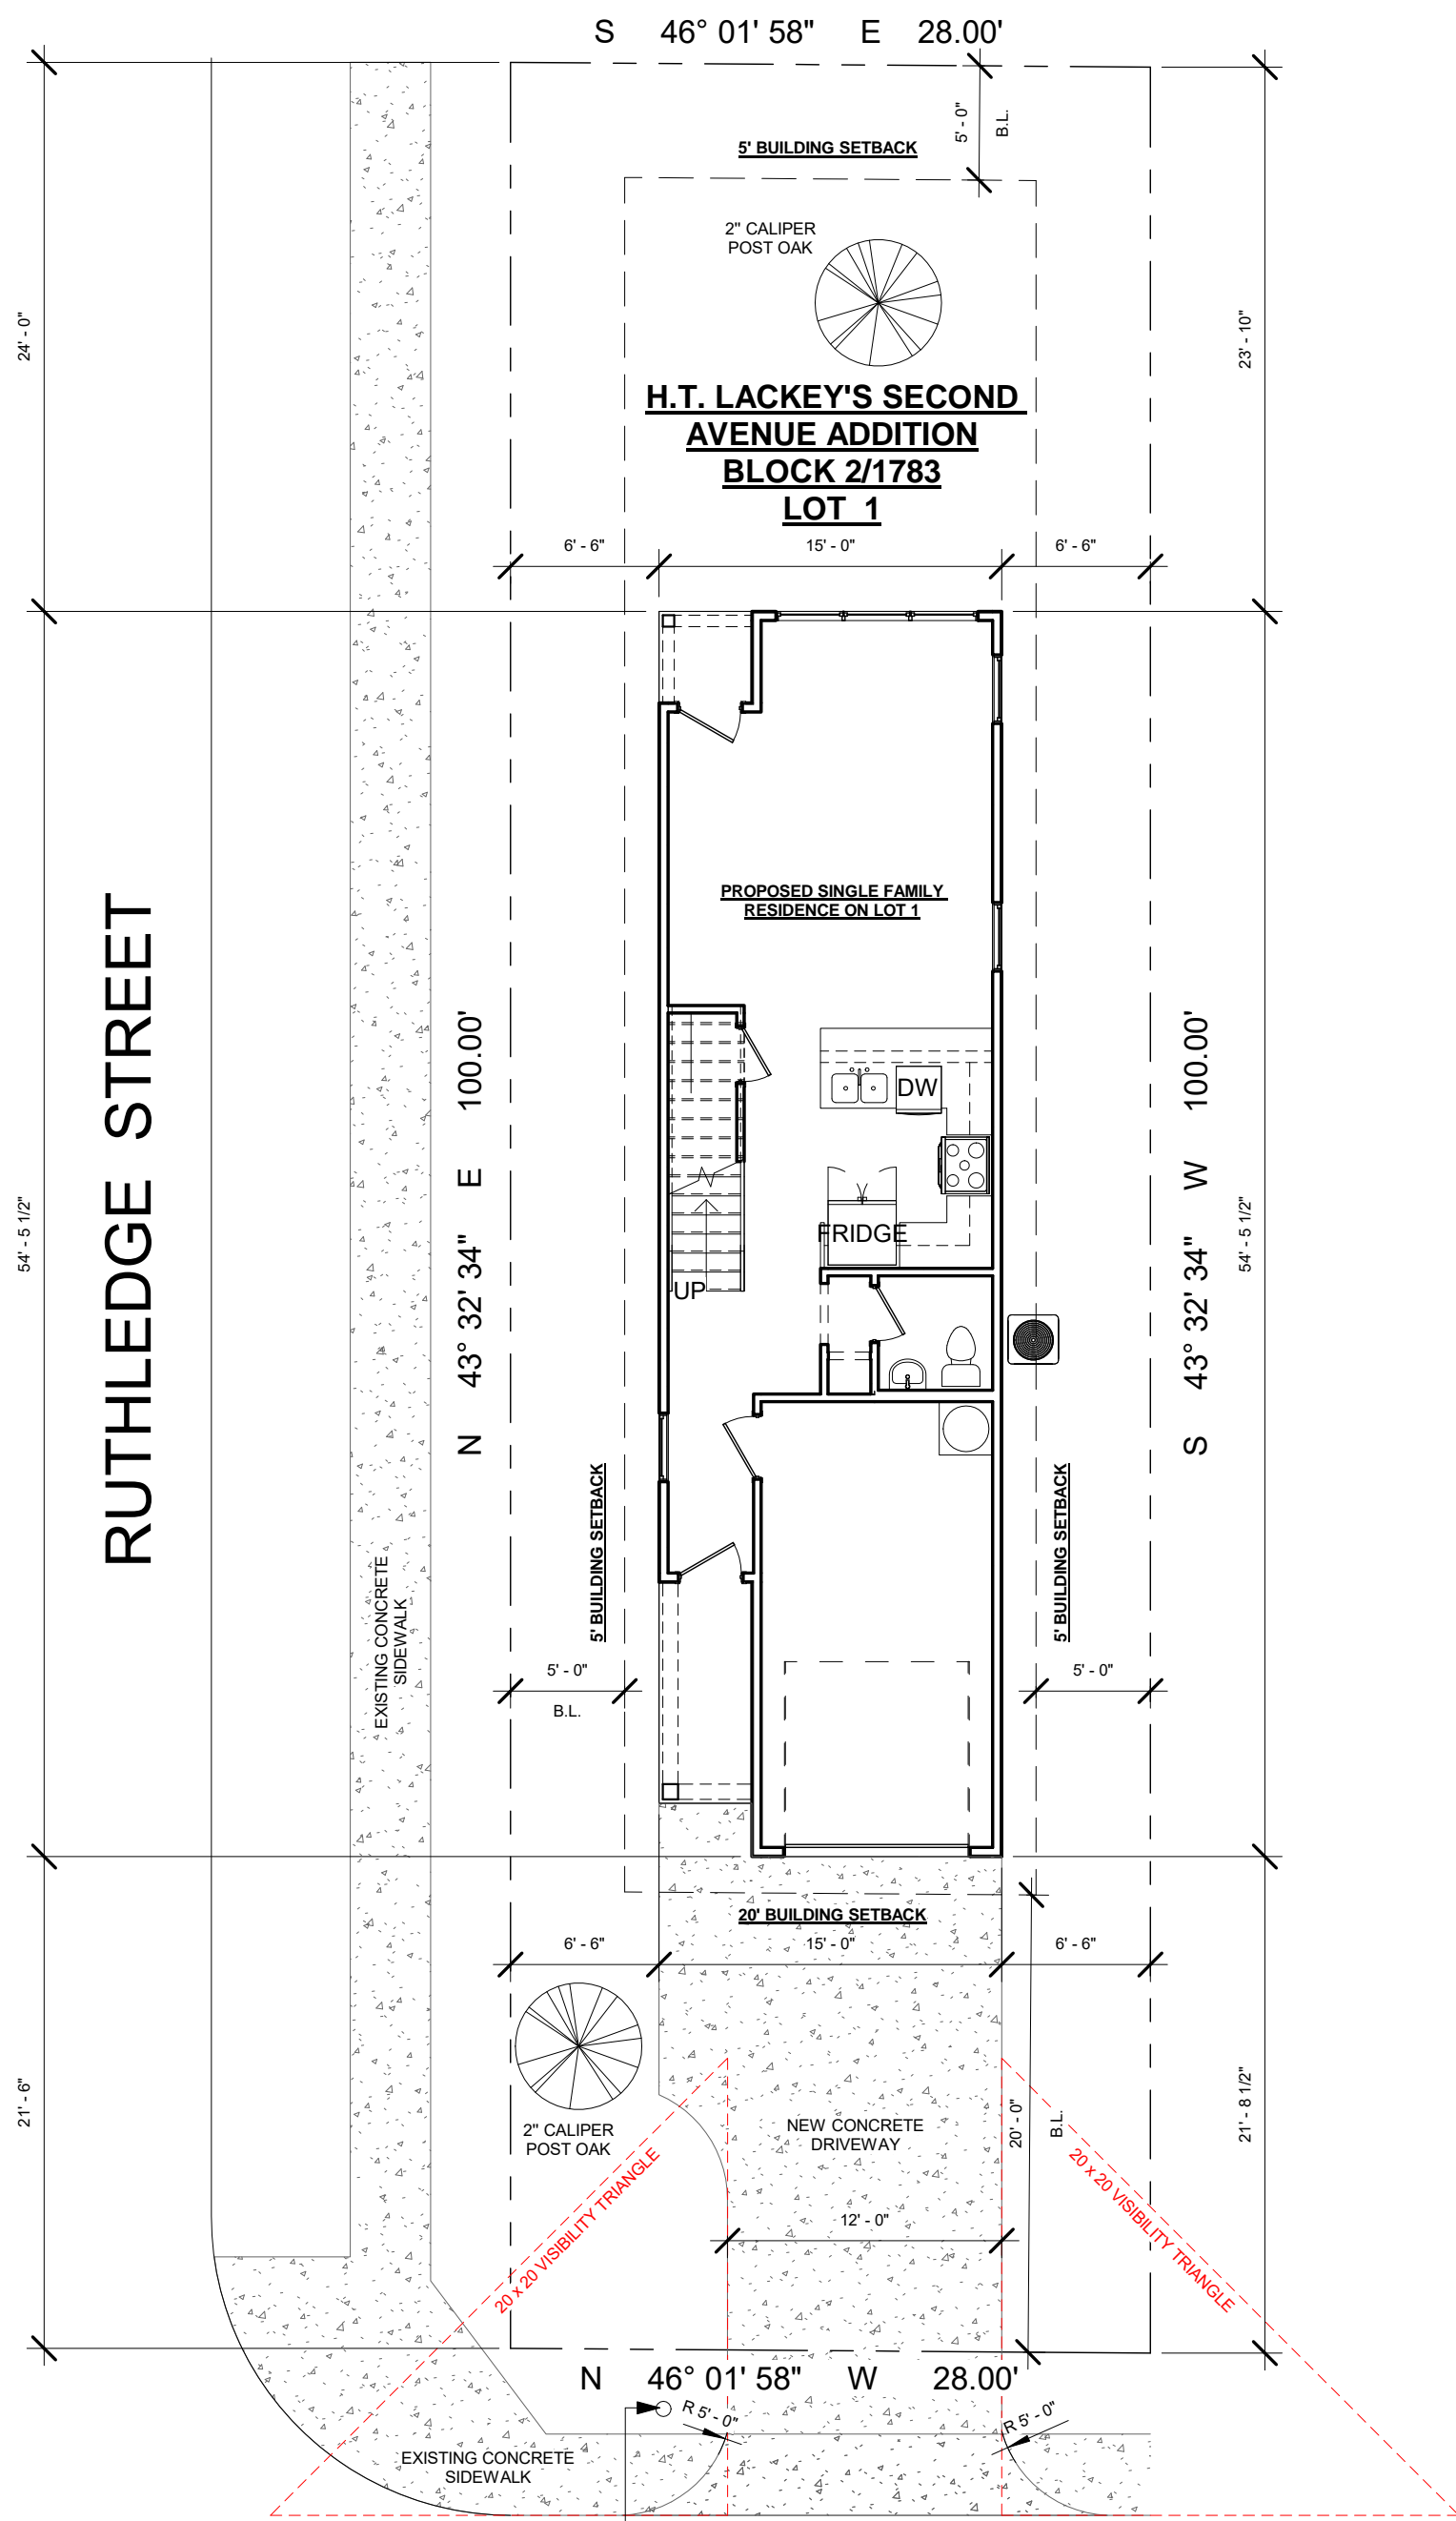 S 46° 01' 58" E 28.00'
5' - 0"
B.L.
5' BUILDING SETBACK
2" CALIPER
POST OAK
24' - 0"
23' - 10"
H.T. LACKEY'S SECOND
AVENUE ADDITION
BLOCK 2/1783
LOT 1
6' - 6"
15' - 0"
6' - 6"
PROPOSED SINGLE FAMILY
RESIDENCE ON LOT 1
RUTHLEDGE STREET
N 43° 32' 34" E 100.00'
S 43° 32' 34" W 100.00'
DW
54' - 5 1/2"
54' - 5 1/2"
FRIDGE
UP
5' BUILDING SETBACK
5' BUILDING SETBACK
EXISTING CONCRETE
SIDEWALK
5' - 0"
B.L.
5' - 0"
20' BUILDING SETBACK
6' - 6"
15' - 0"
6' - 6"
21' - 6"
21' - 8 1/2"
2" CALIPER
POST OAK
NEW CONCRETE
DRIVEWAY
20' - 0"
B.L.
20 x 20 VISIBILITY TRIANGLE
20 x 20 VISIBILITY TRIANGLE
12' - 0"
N 46° 01' 58" W 28.00'
R 5' - 0"
R 5' - 0"
EXISTING CONCRETE
SIDEWALK